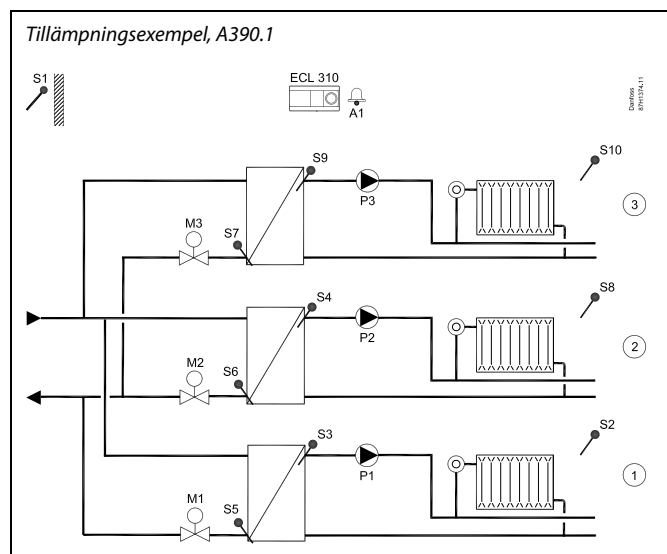 Tillämpningsexempel, A390.1
S1
ECL 310
A1
Danfoss
87H1374.11
S9
S10
P3
M3
S7
3
S4
S8
P2
M2
S6
2
S3
S2
P1
M1
S5
1